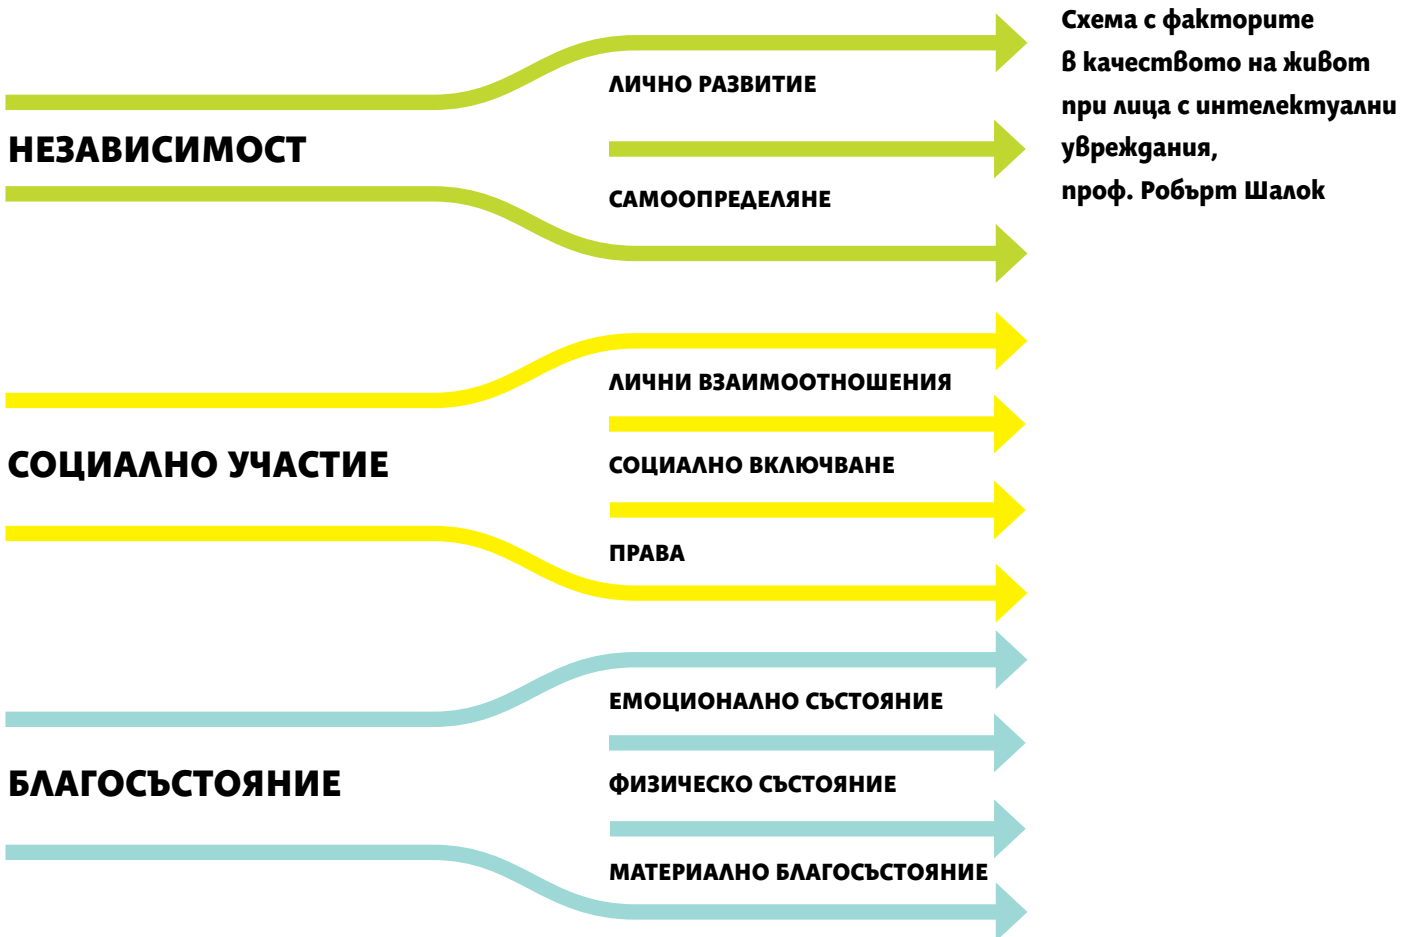 Схема с факторите
в качеството на живот
при лица с интелектуални
увреждания,
проф. Робърт Шалок
НЕЗАВИСИМОСТ
ЛИЧНО РАЗВИТИЕ
САМООПРЕДЕЛЯНЕ
СОЦИАЛНО УЧАСТИЕ
ЛИЧНИ ВЗАИМООТНОШЕНИЯ
СОЦИАЛНО ВКЛЮЧВАНЕ
ПРАВА
БЛАГОСЪСТОЯНИЕ
ЕМОЦИОНАЛНО СЪСТОЯНИЕ
ФИЗИЧЕСКО СЪСТОЯНИЕ
МАТЕРИАЛНО БЛАГОСЪСТОЯНИЕ